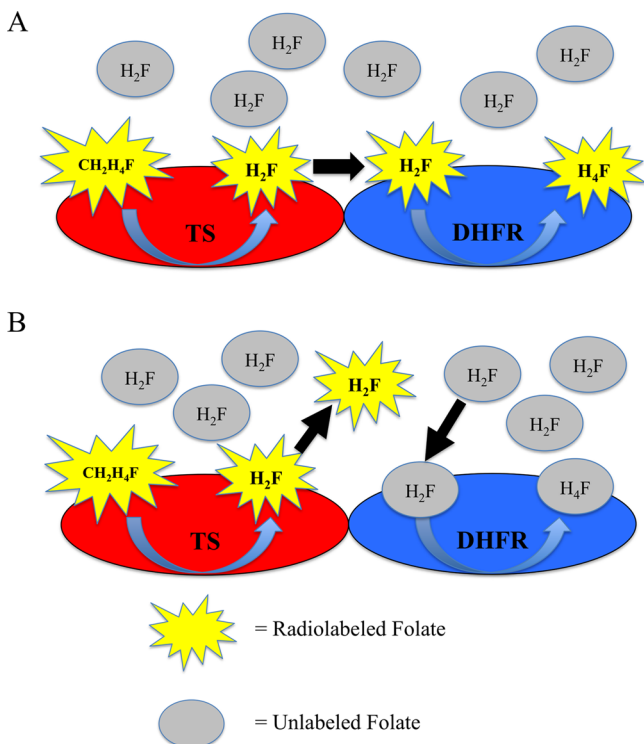 A
H₂F
H₂F
H₂F
H₂F
H₂F
H₂F
CH₂H₄F
H₂F
H₂F
H₄F
TS
DHFR
B
H₂F
H₂F
H₂F
H₂F
H₂F
H₂F
H₂F
CH₂H₄F
H₂F
H₂F
H₄F
TS
DHFR
= Radiolabeled Folate
= Unlabeled Folate